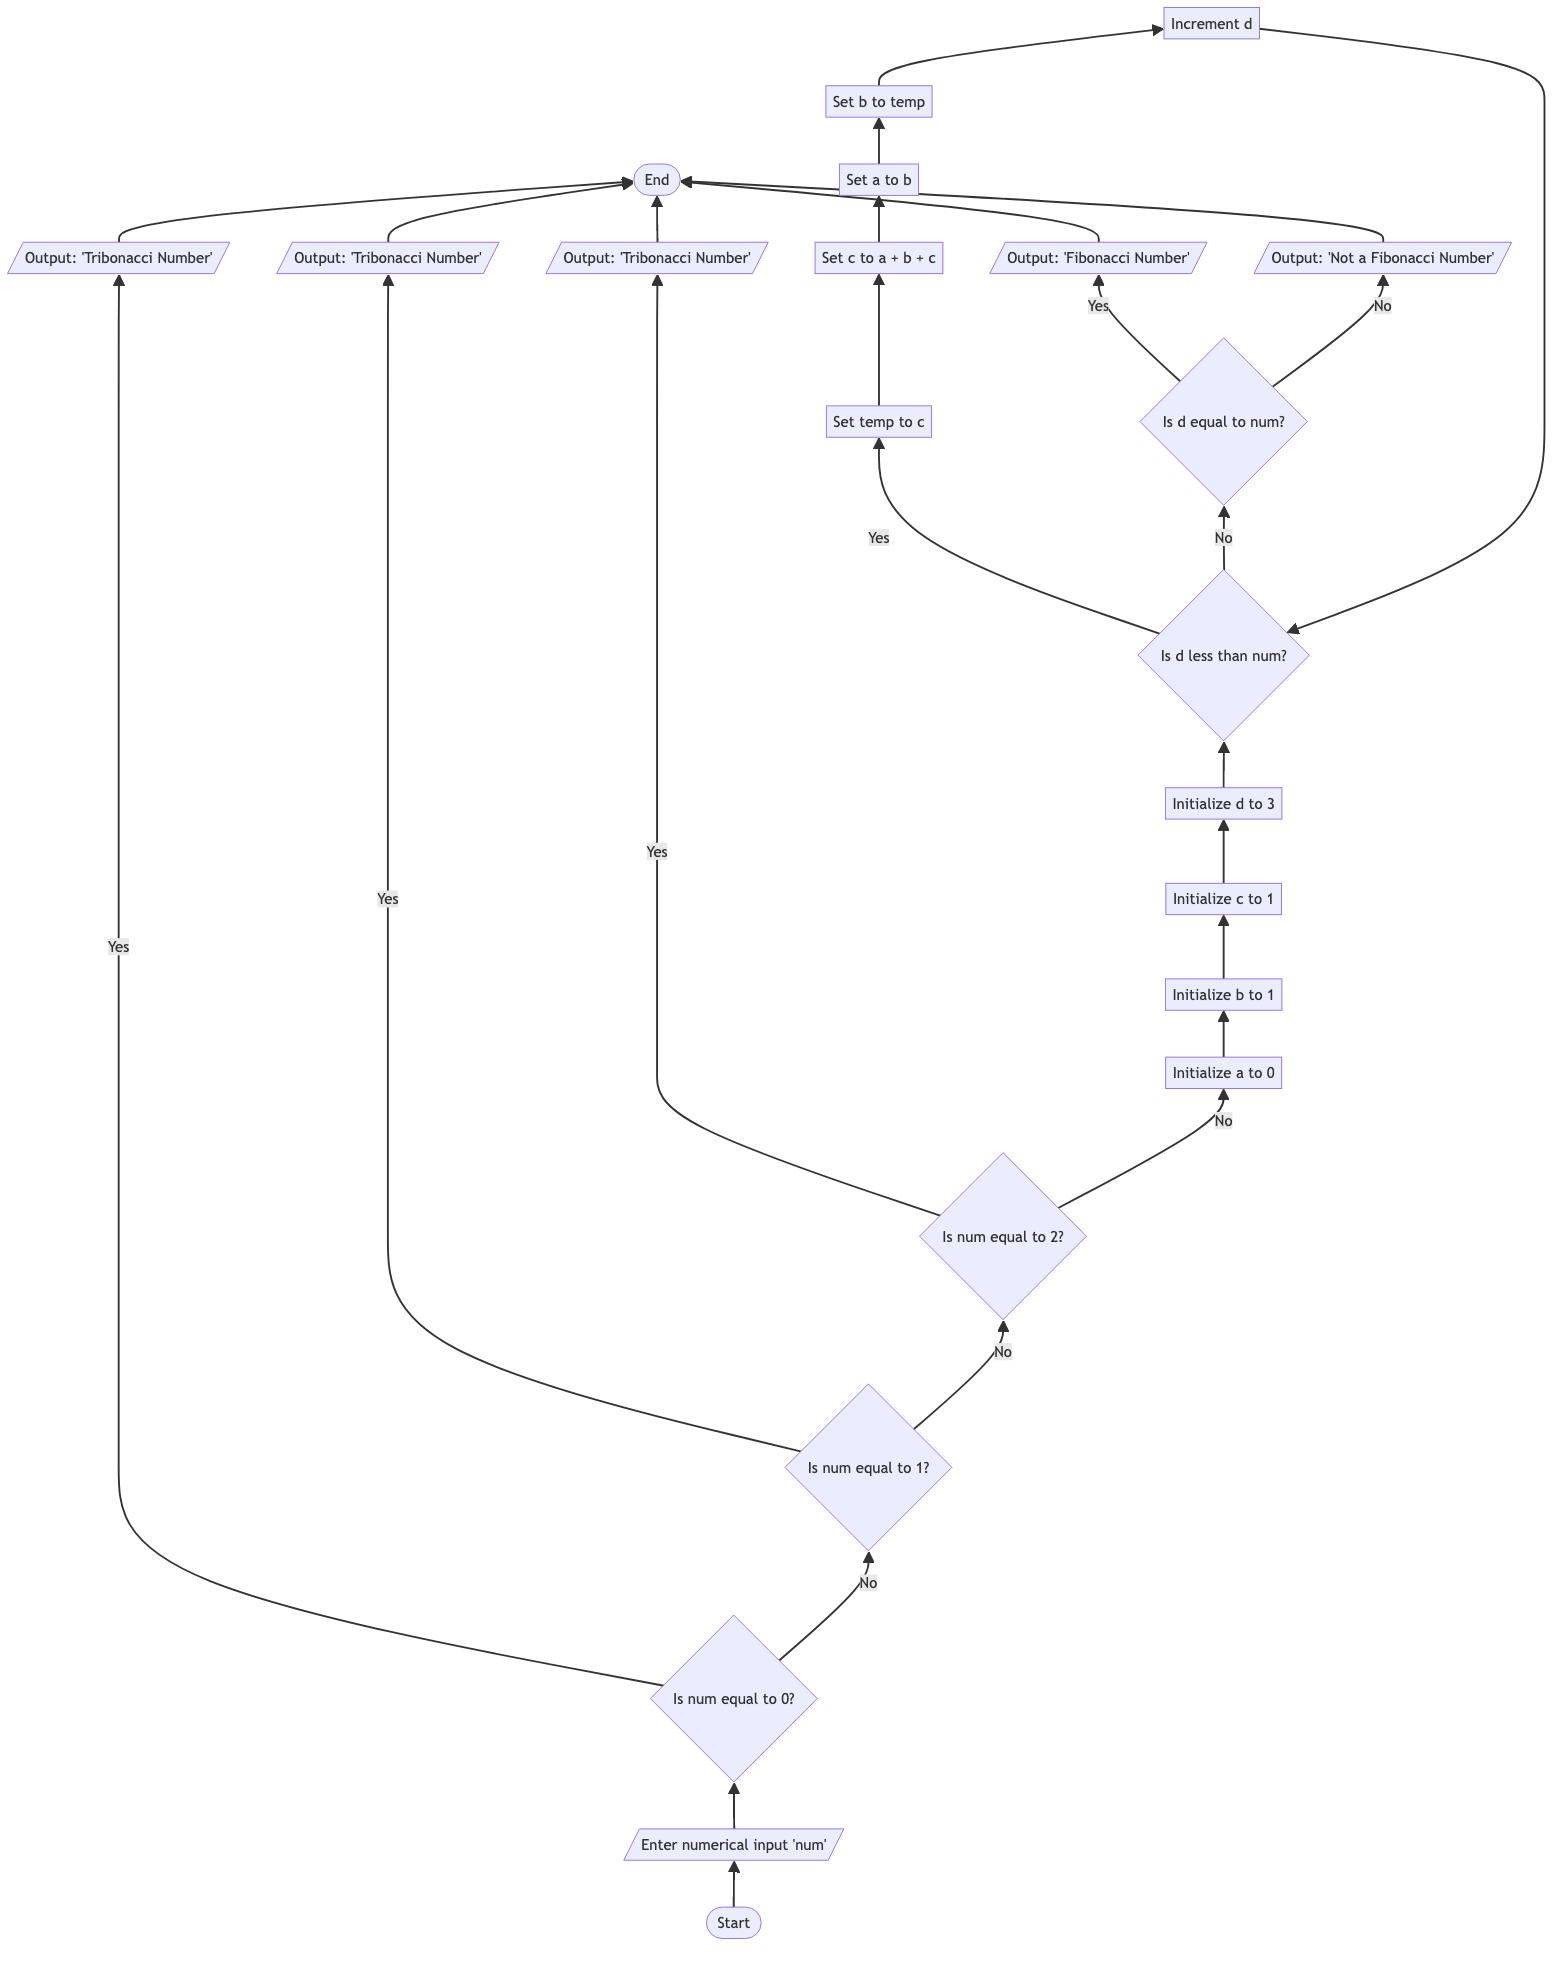 Increment d
Set b to temp
End
Set a to b
Output: 'Tribonacci Number'
Output: 'Tribonacci Number'
Output: 'Tribonacci Number'
Set c to a + b + c
Output: 'Fibonacci Number'
Output: 'Not a Fibonacci Number'
Yes
No
Set temp to c
Is d equal to num?
Yes
No
Is d less than num?
Initialize d to 3
Yes
Yes
Initialize c to 1
Yes
Initialize b to 1
Initialize a to 0
No
Is num equal to 2?
No
Is num equal to 1?
No
Is num equal to 0?
Enter numerical input 'num'
Start